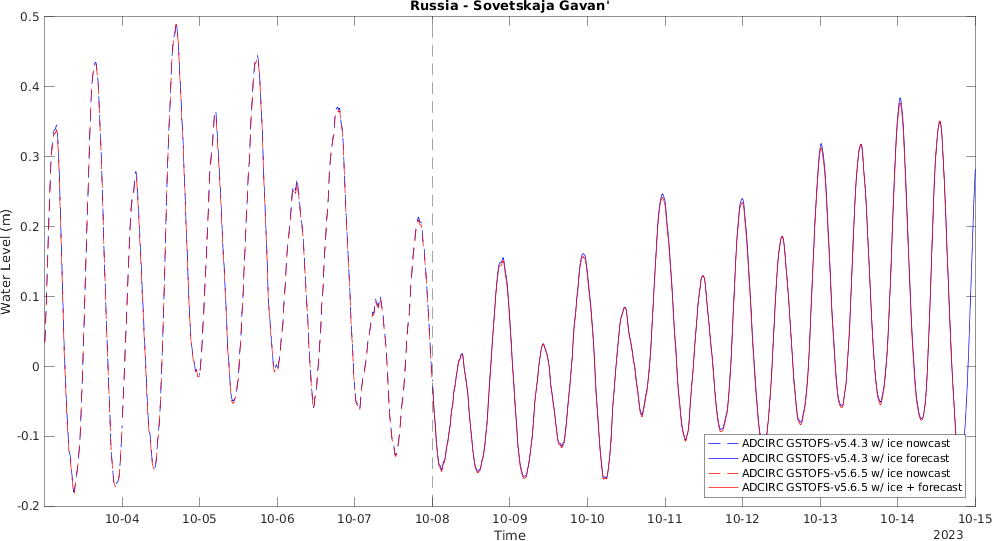 Russia - Sovetskaja Gavan'
0.5
0.4
0.3
0.2
0.1
0
-0.1
-0.2
Water Level (m)
10-04 10-05 10-06 10-07 10-08 10-09 10-10 10-11 10-12 10-13 10-14 10-15
Time
2023
ADCIRC GSTOFS-v5.4.3 w/ ice nowcast
ADCIRC GSTOFS-v5.4.3 w/ ice forecast
ADCIRC GSTOFS-v5.6.5 w/ ice nowcast
ADCIRC GSTOFS-v5.6.5 w/ ice + forecast